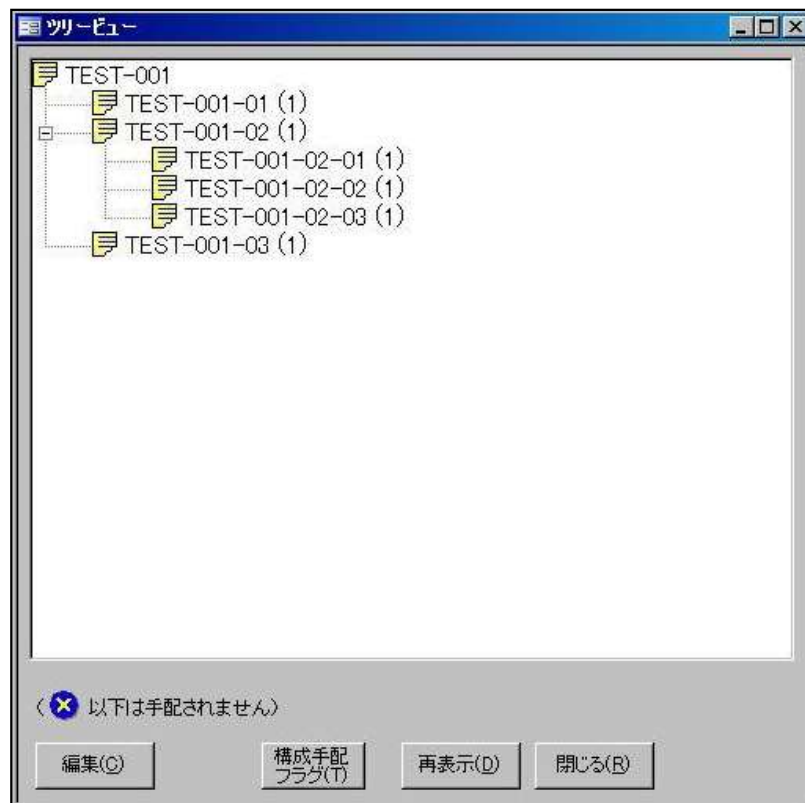 ツリービュー
TEST-001
TEST-001-01 (1)
TEST-001-02 (1)
TEST-001-02-01 (1)
TEST-001-02-02 (1)
TEST-001-02-03 (1)
TEST-001-03 (1)
( 以下は手配されません)
編集(C)
構成手配
フラグ(T)
再表示(D)
閉じる(R)